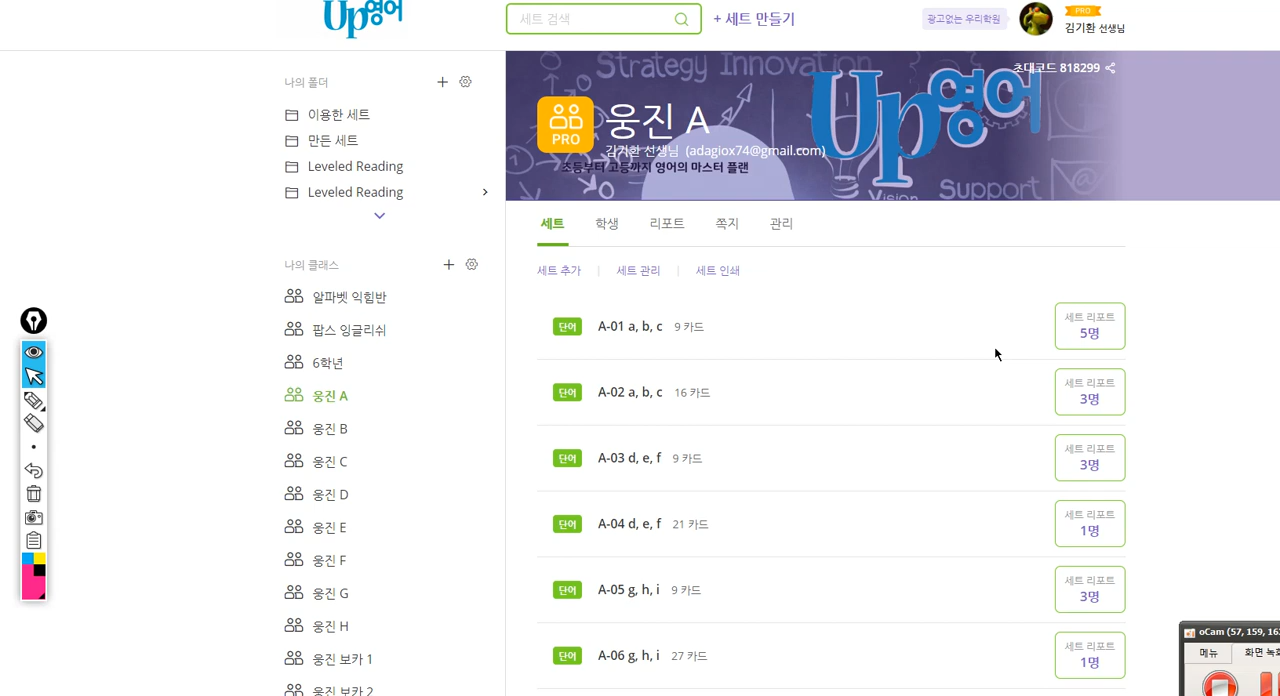 Up영어
세트 검색
+ 세트 만들기
광고없는 우리학원
PRO
김기환 선생님
나의 폴더
이용한 세트
만든 세트
Leveled Reading
Leveled Reading
나의 클래스
알파벳 익힘반
팝스 잉글리쉬
6학년
웅진 A
웅진 B
웅진 C
웅진 D
웅진 E
웅진 F
웅진 G
웅진 H
웅진 보카 1
웅진 보카 2
Strategy Innovation
초대코드 818299
Up영어
PRO
웅진 A
김기환 선생님 (adagiox74@gmail.com)
초등부터 고등까지 영어의 마스터 플랜
Vision
Support
세트 학생 리포트 쪽지 관리
세트 추가 | 세트 관리 | 세트 인쇄
단어 A-01 a, b, c 9 카드
세트 리포트
5명
단어 A-02 a, b, c 16 카드
세트 리포트
3명
단어 A-03 d, e, f 9 카드
세트 리포트
3명
단어 A-04 d, e, f 21 카드
세트 리포트
1명
단어 A-05 g, h, i 9 카드
세트 리포트
3명
단어 A-06 g, h, i 27 카드
세트 리포트
1명
oCam (57, 159, 16
메뉴
화면 녹화